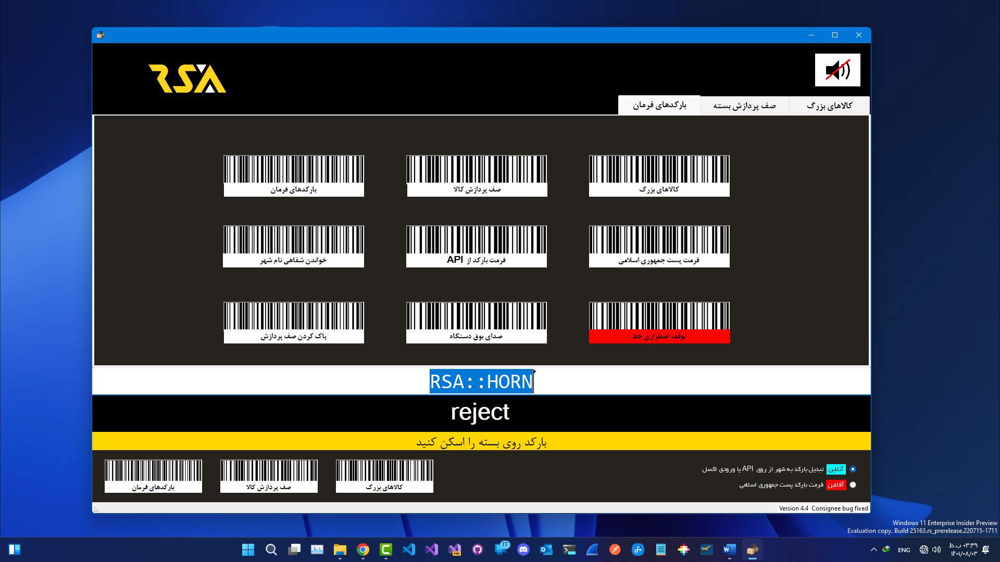 RSA
بارکدهای فرمان
صف پردازش بسته
کالاهای بزرگ
بارکدهای فرمان
صف پردازش کالا
کالاهای بزرگ
خواندن شفاهی نام شهر
فرمت بارکد از API
فرمت پست جمهوری اسلامی
پاک کردن صف پردازش
صدای بوق دستگاه
توقف اضطراری خط
RSA::HORN
reject
بارکد روی بسته را اسکن کنید
بارکدهای فرمان
صف پردازش کالا
کالاهای بزرگ
آنلاین تبدیل بارکد به شهر از روی API یا ورودی اکسل
آفلاین فرمت بارکد پست جمهوری اسلامی
Version 4.4 Consignee bug fixed
Windows 11 Enterprise Insider Preview
Evaluation copy. Build 25163.rs_prerelease.220715-1711
۲۲
PRE
ENG
۰۳:۳۹ ب.ظ
۱۴۰۱/۰۸/۰۳